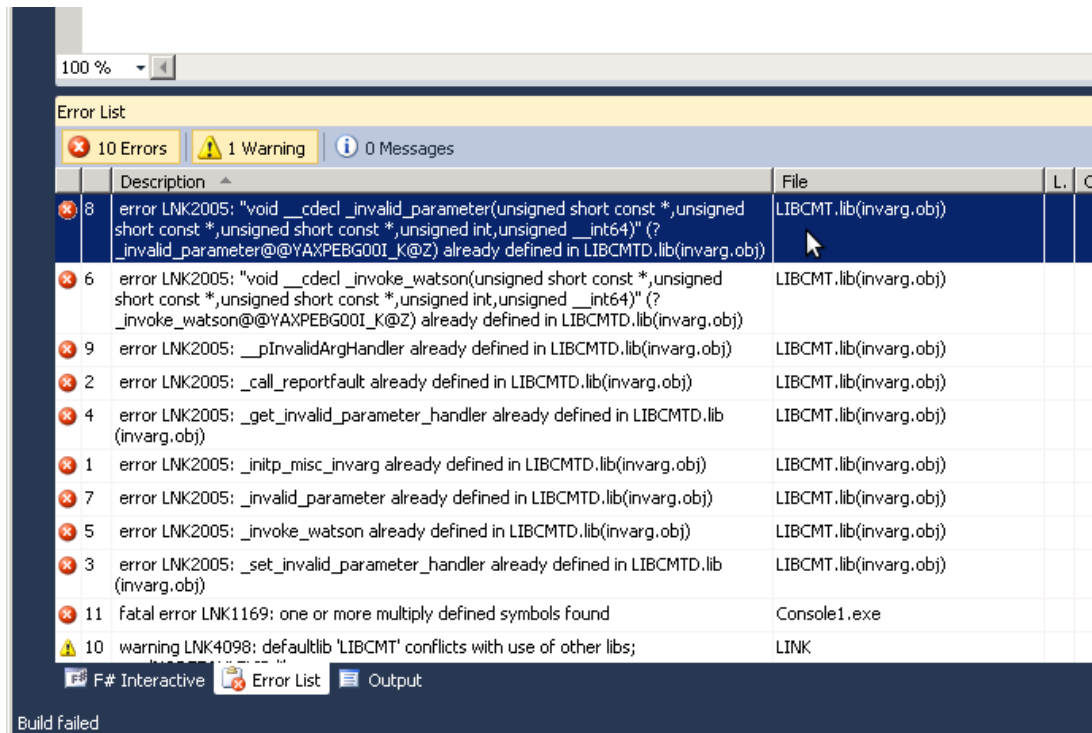 100 %
Error List
10 Errors 1 Warning 0 Messages
Description File L.
8 error LNK2005: "void __cdecl _invalid_parameter(unsigned short const *,unsigned LIBCMT.lib(invarg.obj)
short const *,unsigned short const *,unsigned int,unsigned __int64)" (?
_invalid_parameter@@YAXPEBG00I_K@Z) already defined in LIBCMTD.lib(invarg.obj)
6 error LNK2005: "void __cdecl _invoke_watson(unsigned short const *,unsigned LIBCMT.lib(invarg.obj)
short const *,unsigned short const *,unsigned int,unsigned __int64)" (?
_invoke_watson@@YAXPEBG00I_K@Z) already defined in LIBCMTD.lib(invarg.obj)
9 error LNK2005: __pInvalidArgHandler already defined in LIBCMTD.lib(invarg.obj) LIBCMT.lib(invarg.obj)
2 error LNK2005: _call_reportfault already defined in LIBCMTD.lib(invarg.obj) LIBCMT.lib(invarg.obj)
4 error LNK2005: _get_invalid_parameter_handler already defined in LIBCMTD.lib LIBCMT.lib(invarg.obj)
(invarg.obj)
1 error LNK2005: _initp_misc_invarg already defined in LIBCMTD.lib(invarg.obj) LIBCMT.lib(invarg.obj)
7 error LNK2005: _invalid_parameter already defined in LIBCMTD.lib(invarg.obj) LIBCMT.lib(invarg.obj)
5 error LNK2005: _invoke_watson already defined in LIBCMTD.lib(invarg.obj) LIBCMT.lib(invarg.obj)
3 error LNK2005: _set_invalid_parameter_handler already defined in LIBCMTD.lib LIBCMT.lib(invarg.obj)
(invarg.obj)
11 fatal error LNK1169: one or more multiply defined symbols found Console1.exe
10 warning LNK4098: defaultlib 'LIBCMT' conflicts with use of other libs; LINK
F# Interactive Error List Output
Build failed